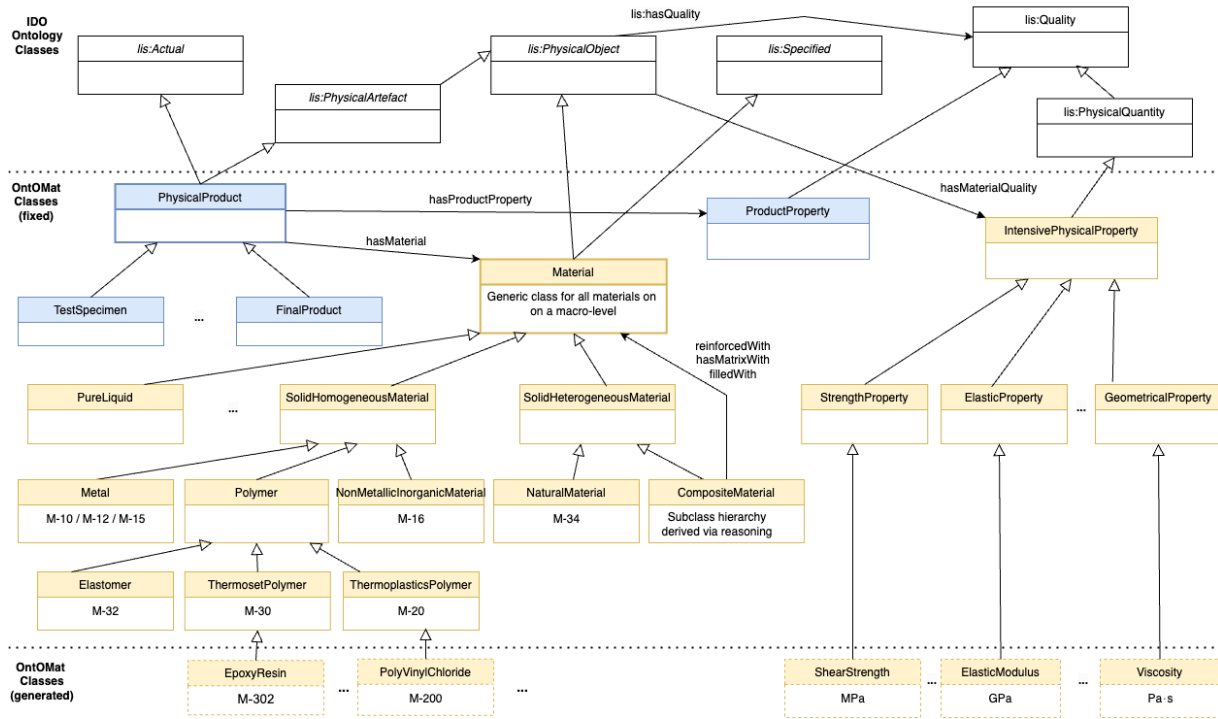 IDO
Ontology
Classes
lis:hasQuality
lis:Actual
lis:PhysicalObject
lis:Specified
lis:Quality
lis:PhysicalArtefact
lis:PhysicalQuantity
OntOMat
Classes
(fixed)
PhysicalProduct
hasProductProperty
ProductProperty
hasMaterialQuality
IntensivePhysicalProperty
hasMaterial
Material
Generic class for all materials on
on a macro-level
TestSpecimen
...
FinalProduct
reinforcedWith
hasMatrixWith
filledWith
PureLiquid
...
SolidHomogeneousMaterial
SolidHeterogeneousMaterial
StrengthProperty
ElasticProperty
...
GeometricalProperty
Metal
M-10 / M-12 / M-15
Polymer
NonMetallicInorganicMaterial
M-16
NaturalMaterial
M-34
CompositeMaterial
Subclass hierarchy
derived via reasoning
Elastomer
M-32
ThermosetPolymer
M-30
ThermoplasticsPolymer
M-20
OntOMat
Classes
(generated)
EpoxyResin
M-302
...
PolyVinylChloride
M-200
...
ShearStrength
MPa
...
ElasticModulus
GPa
...
Viscosity
Pa·s